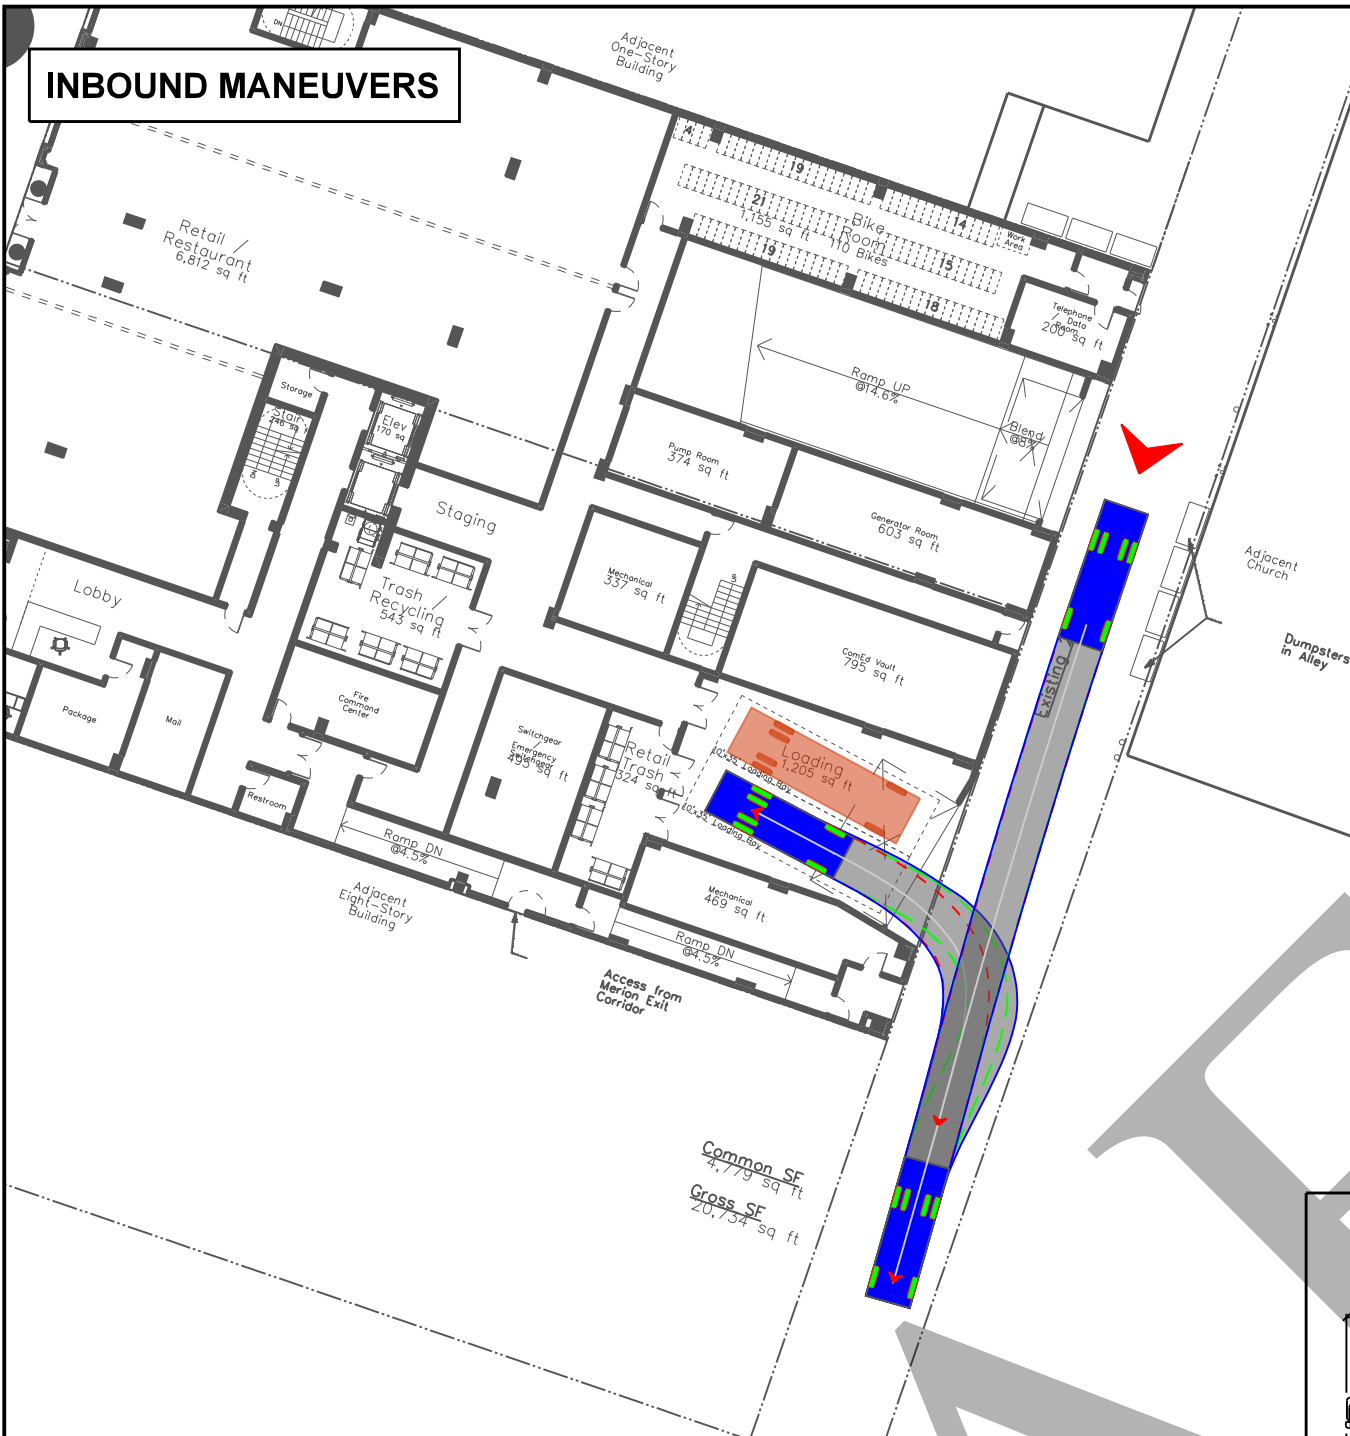 INBOUND MANEUVERS
DN
Adjacent
One-Story
Building
4
19
21
14
1,155 sq ft
Bike
Room
110 Bikes
Work
Area
19
15
18
Telephone
/ Data
Room
200 sq ft
Retail /
Restaurant
6,812 sq ft
Ramp UP
@14.6%
Blend
@8%
Storage
Stair
246 sq ft
Elev
170 sq
Pump Room
374 sq ft
Generator Room
603 sq ft
Staging
Adjacent
Church
Dumpsters
in Alley
Lobby
Trash /
Recycling
543 sq ft
Mechanical
337 sq ft
ComEd Vault
795 sq ft
Existing
Package
Mail
Fire
Command
Center
Switchgear
/
Emergency
Switchgear
495 sq ft
Retail
Trash
324 sq ft
Loading
1,205 sq ft
10'x35' Loading Bay
10'x35' Loading Bay
Restroom
Ramp DN
@4.5%
Adjacent
Eight-Story
Building
Mechanical
469 sq ft
Ramp DN
@4.5%
Access from
Merion Exit
Corridor
Common SF
4,779 sq ft
Gross SF
20,734 sq ft